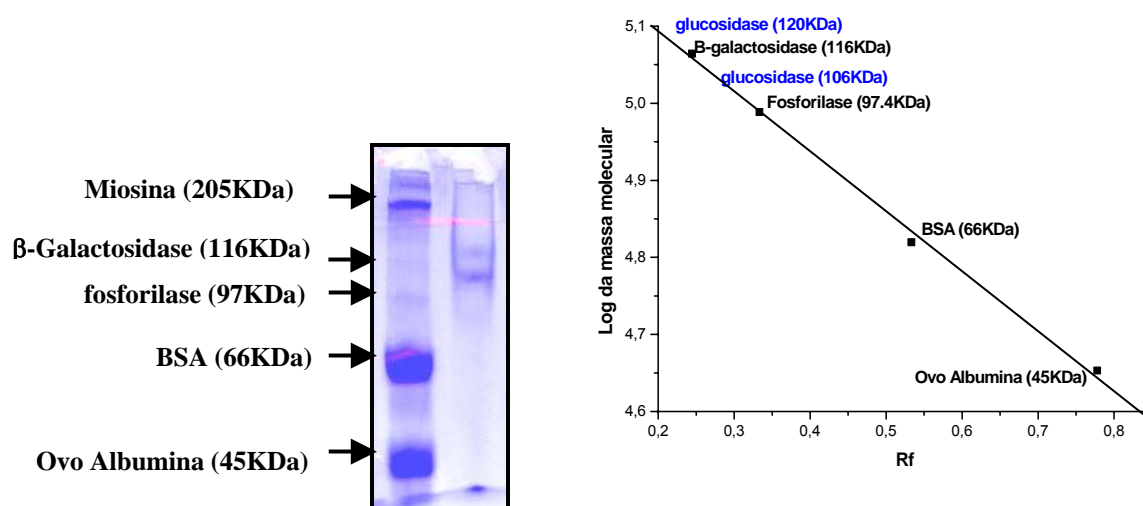 Miosina (205KDa)
β-Galactosidase (116KDa)
fosforilase (97KDa)
BSA (66KDa)
Ovo Albumina (45KDa)
Log da massa molecular
5,1
5,0
4,9
4,8
4,7
4,6
glucosidase (120KDa)
B-galactosidase (116KDa)
glucosidase (106KDa)
Fosforilase (97.4KDa)
BSA (66KDa)
Ovo Albumina (45KDa)
0,2 0,3 0,4 0,5 0,6 0,7 0,8
Rf